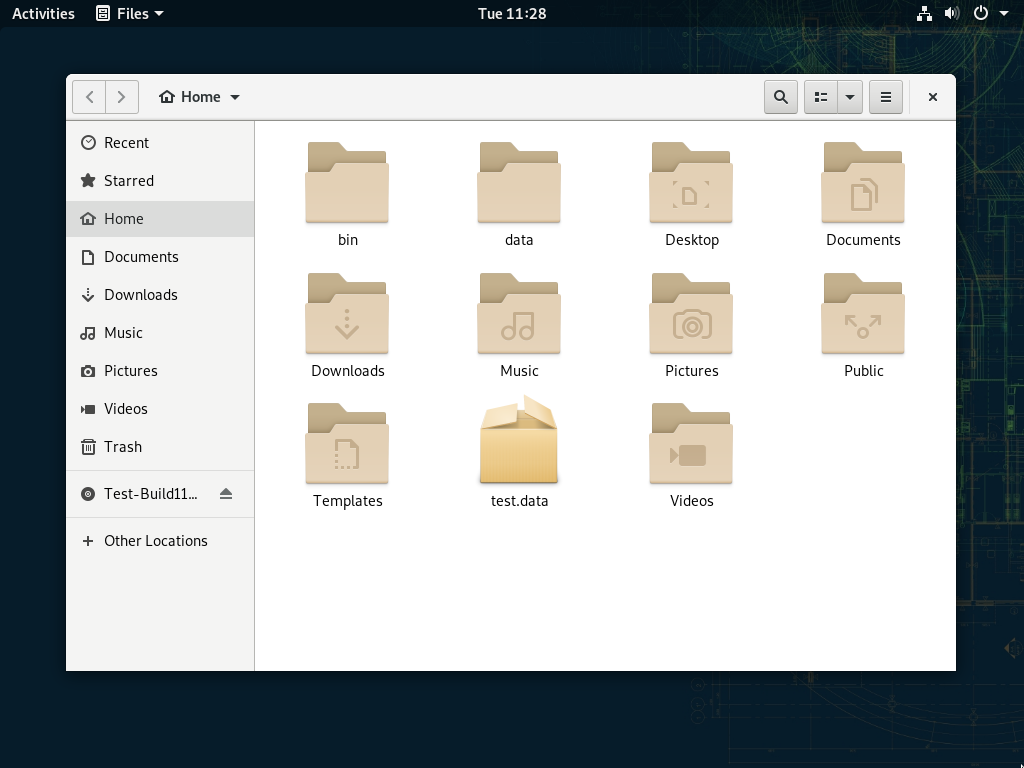 Activities
Files
Tue 11:28
Home
Recent
Starred
Home
Documents
Downloads
Music
Pictures
Videos
Trash
Test-Build11...
Other Locations
bin
data
Desktop
Documents
Downloads
Music
Pictures
Public
Templates
test.data
Videos